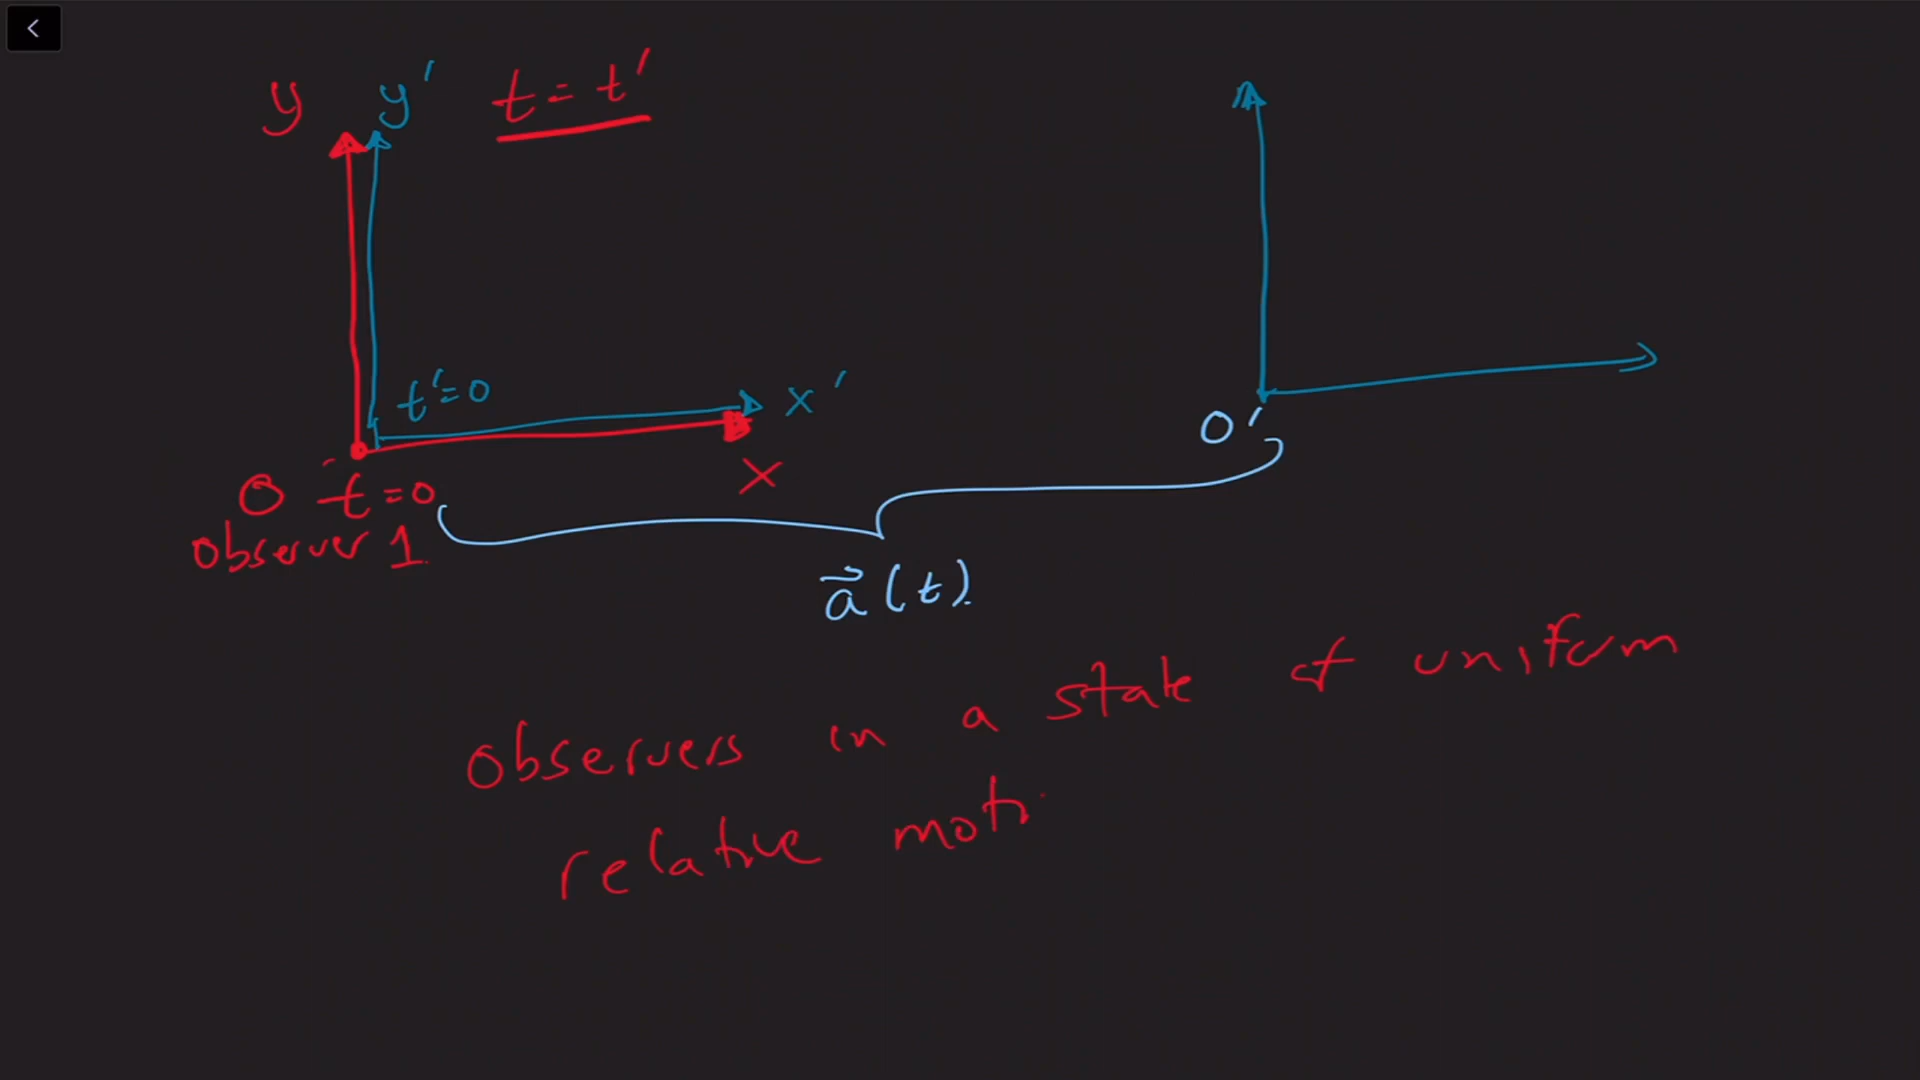 y y' t = t'
t' = 0 x'
O t = 0 x
observer 1
O'
a⃗(t)
observers in a state of uniform
relative moti